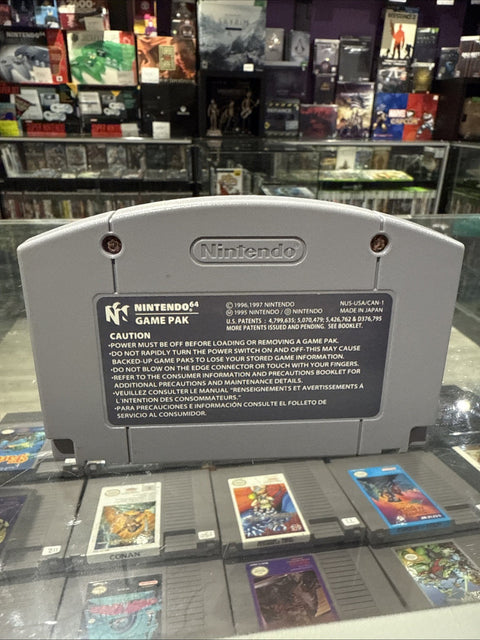 NINTENDO64
SKYRIM
MARVEL
CAPCOM
Nintendo
NINTENDO 64
GAME PAK
© 1996,1997 NINTENDO
Ⓜ 1995 NINTENDO / Ⓓ NINTENDO
NUS-USA/CAN-1
MADE IN JAPAN
U.S. PATENTS : 4,799,635; 5,070,479; 5,426,762 & D376,795
MORE PATENTS ISSUED AND PENDING. SEE BOOKLET.
CAUTION
•POWER MUST BE OFF BEFORE LOADING OR REMOVING A GAME PAK.
•DO NOT RAPIDLY TURN THE POWER SWITCH ON AND OFF-THIS MAY CAUSE
BACKED-UP GAME PAKS TO LOSE YOUR STORED GAME INFORMATION.
•DO NOT BLOW ON THE EDGE CONNECTOR OR TOUCH WITH YOUR FINGERS.
•REFER TO THE CONSUMER INFORMATION AND PRECAUTIONS BOOKLET FOR
ADDITIONAL PRECAUTIONS AND MAINTENANCE DETAILS.
•VEUILLEZ CONSULTER LE MANUEL "RENSEIGNEMENTS ET AVERTISSEMENTS À
L'INTENTION DES CONSOMMATEURS."
•PARA PRECAUCIONES E INFORMACIÓN CONSULTE EL FOLLETO DE
SERVICIO AL CONSUMIDOR.
CONAN